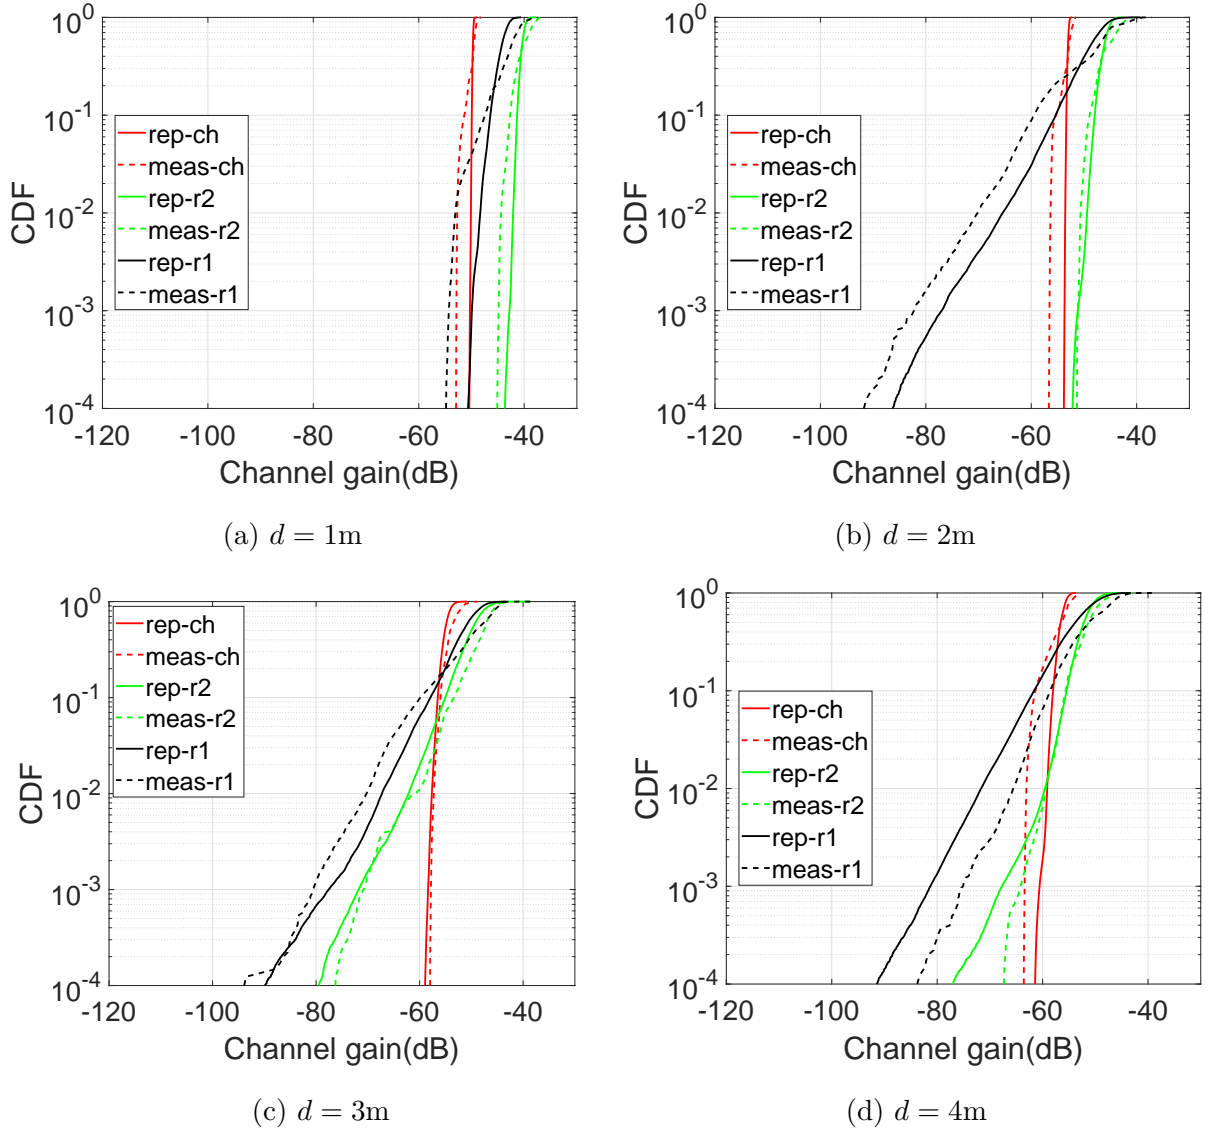 10^0
10^-1
10^-2
10^-3
10^-4
CDF
rep-ch
meas-ch
rep-r2
meas-r2
rep-r1
meas-r1
-120 -100 -80 -60 -40
Channel gain(dB)
(a) d = 1m
10^0
10^-1
10^-2
10^-3
10^-4
CDF
rep-ch
meas-ch
rep-r2
meas-r2
rep-r1
meas-r1
-120 -100 -80 -60 -40
Channel gain(dB)
(b) d = 2m
10^0
10^-1
10^-2
10^-3
10^-4
CDF
rep-ch
meas-ch
rep-r2
meas-r2
rep-r1
meas-r1
-120 -100 -80 -60 -40
Channel gain(dB)
(c) d = 3m
10^0
10^-1
10^-2
10^-3
10^-4
CDF
rep-ch
meas-ch
rep-r2
meas-r2
rep-r1
meas-r1
-120 -100 -80 -60 -40
Channel gain(dB)
(d) d = 4m